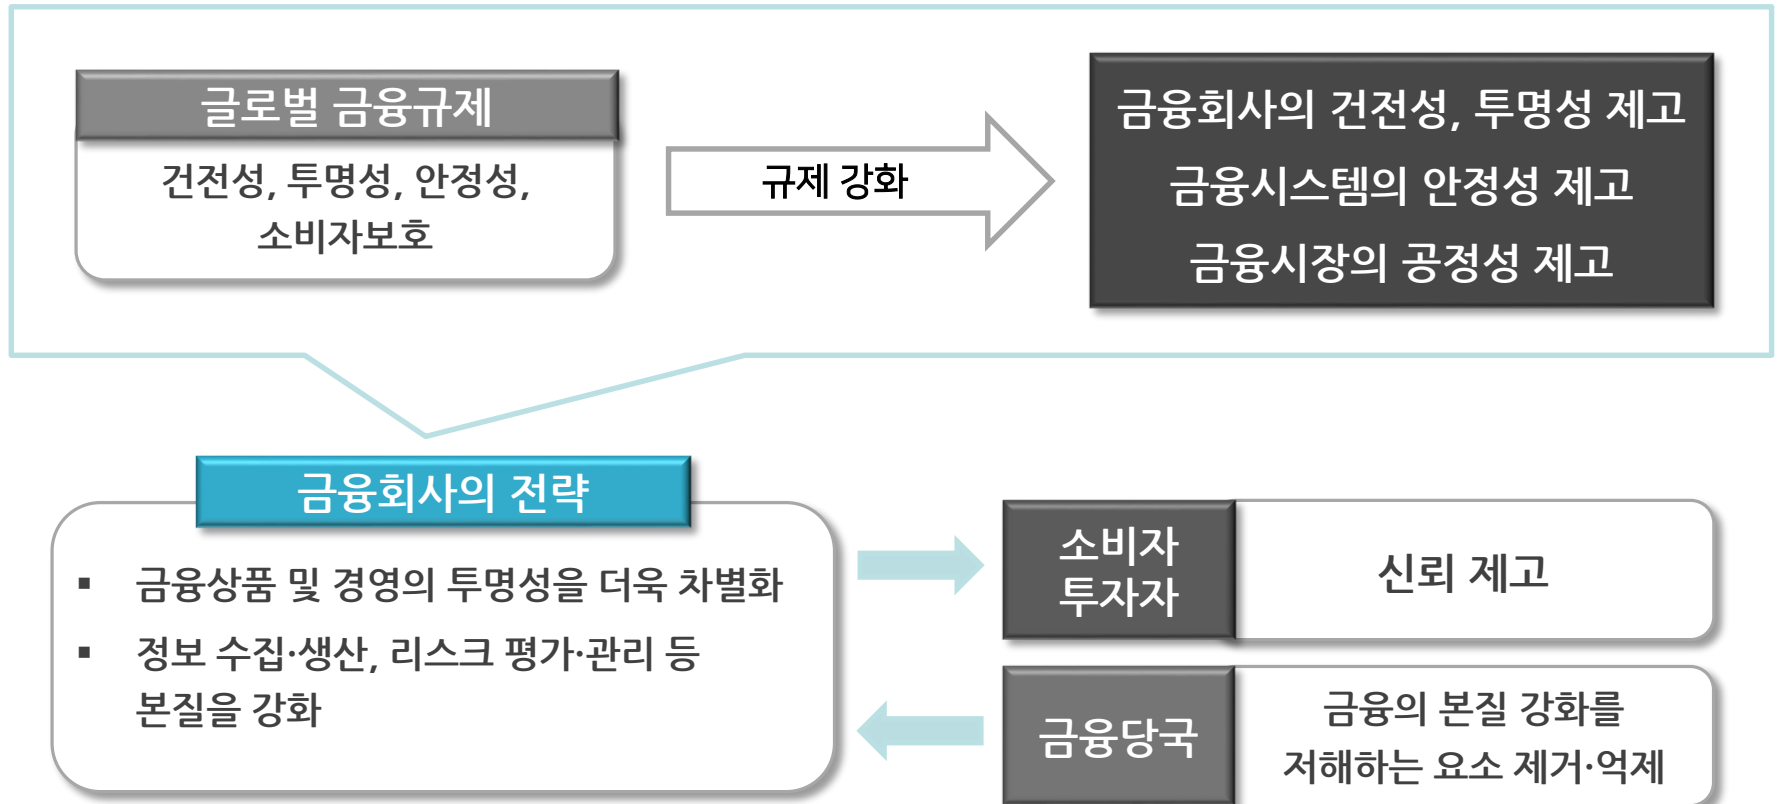 글로벌 금융규제
건전성, 투명성, 안정성,
소비자보호
규제 강화
금융회사의 건전성, 투명성 제고
금융시스템의 안정성 제고
금융시장의 공정성 제고
금융회사의 전략
▪ 금융상품 및 경영의 투명성을 더욱 차별화
▪ 정보 수집·생산, 리스크 평가·관리 등
본질을 강화
소비자
투자자
신뢰 제고
금융당국
금융의 본질 강화를
저해하는 요소 제거·억제